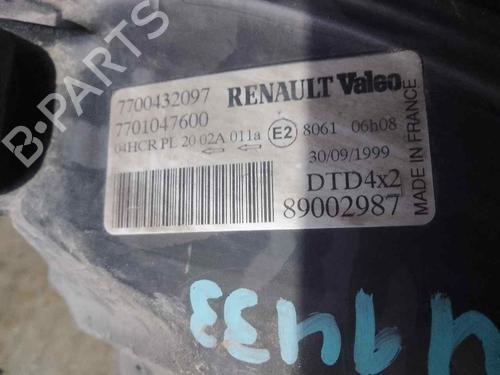 7700432097 RENAULT Valeo
7701047600
04HCR PL 20 02A 011a E2 8061 06h08
30/09/1999
DTD4x2
89002987
MADE IN FRANCE
B-Parts